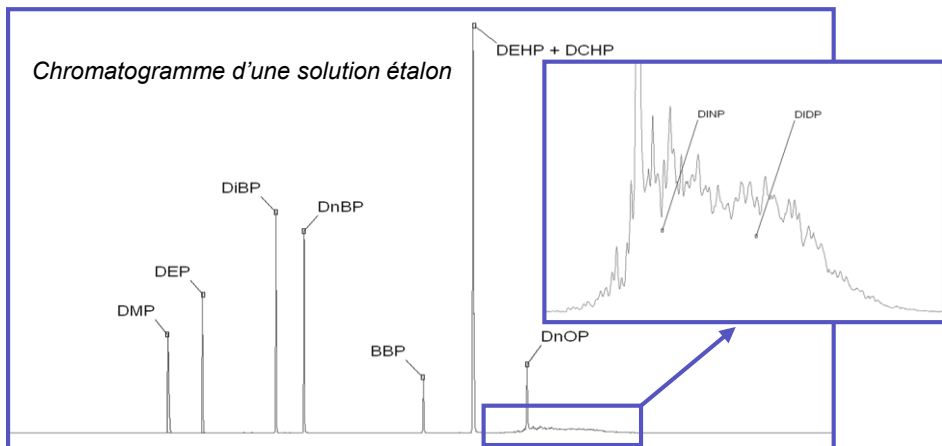 Chromatogramme d'une solution étalon
DEHP + DCHP
DINP
DIDP
DiBP
DnBP
DEP
DMP
BBP
DnOP